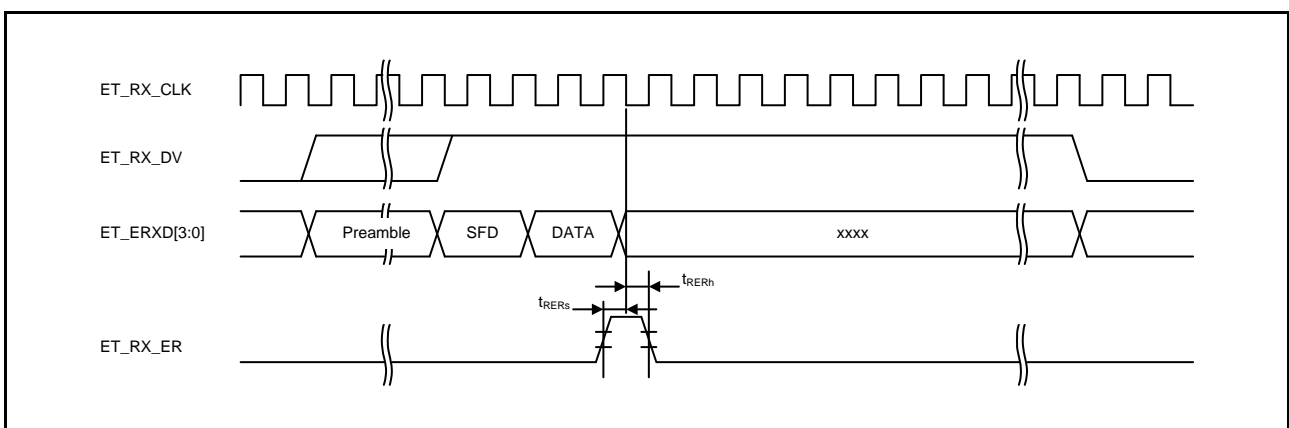 ET_RX_CLK
ET_RX_DV
ET_ERXD[3:0]
Preamble
SFD
DATA
xxxx
tRERh
tRERs
ET_RX_ER